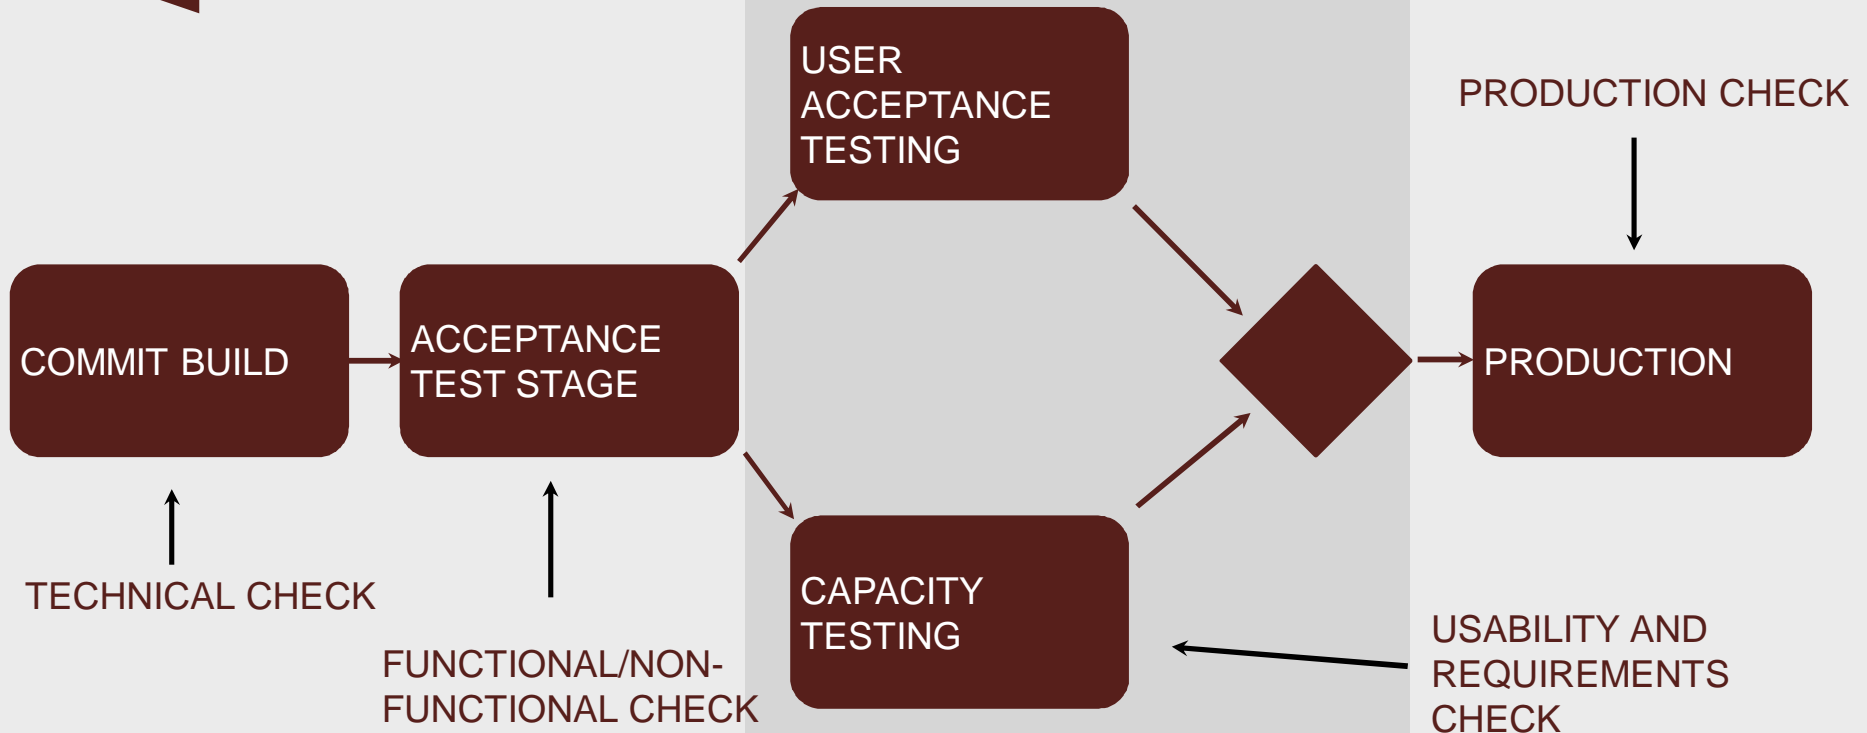 USER
ACCEPTANCE
TESTING
PRODUCTION CHECK
COMMIT BUILD
ACCEPTANCE
TEST STAGE
PRODUCTION
TECHNICAL CHECK
CAPACITY
TESTING
FUNCTIONAL/NON-
FUNCTIONAL CHECK
USABILITY AND
REQUIREMENTS
CHECK